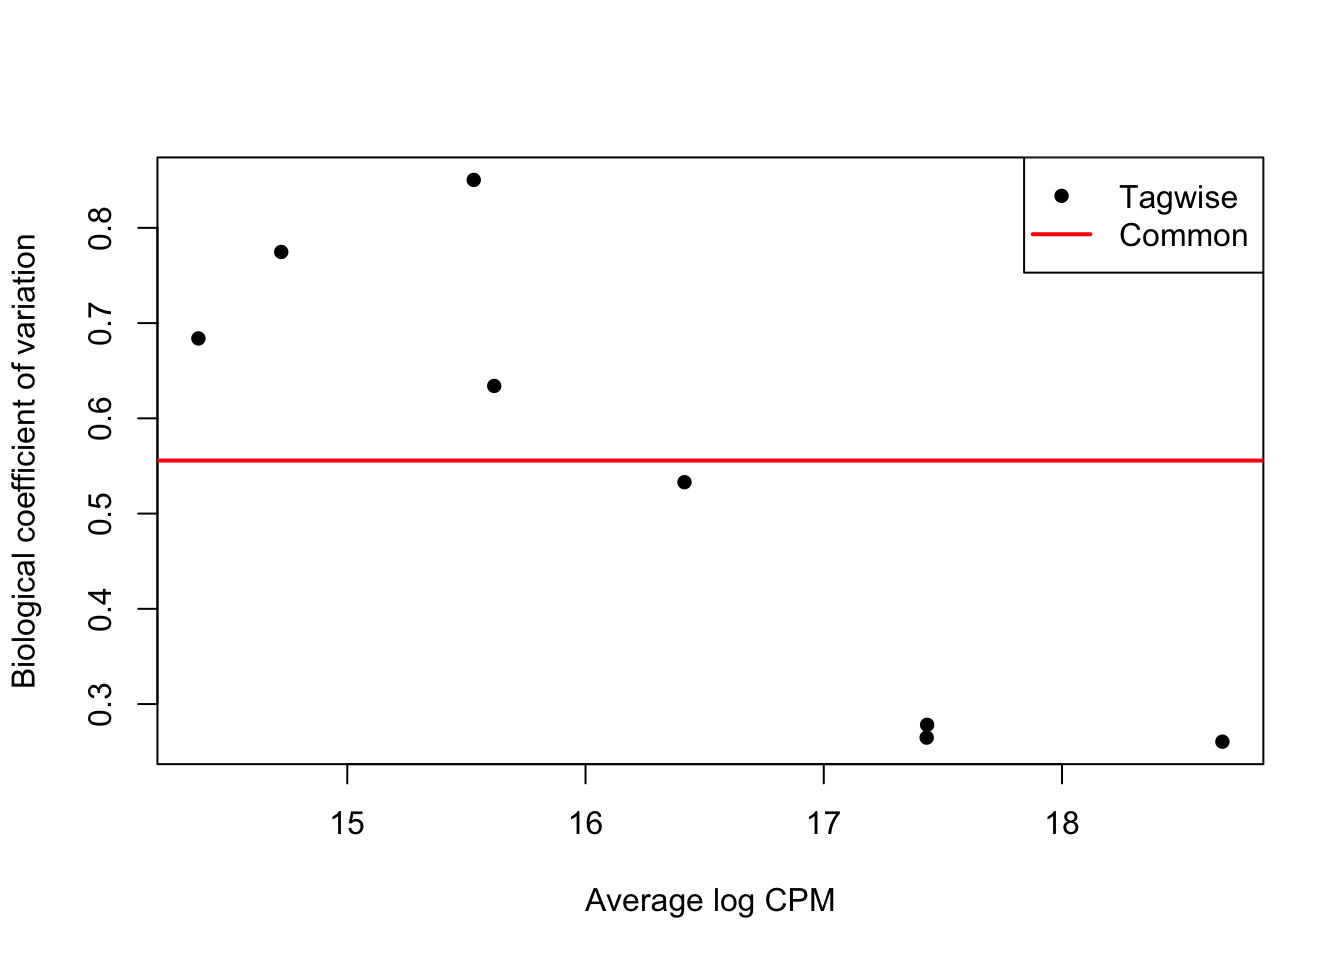 Tagwise
Common
Biological coefficient of variation
0.8
0.7
0.6
0.5
0.4
0.3
15 16 17 18
Average log CPM